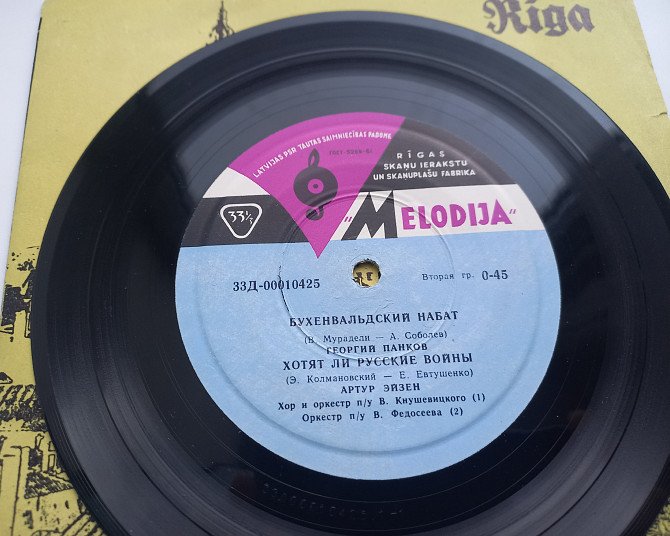 Rīga
LATVIJAS PSR TAUTAS SAIMNIECĪBAS PADOME
RĪGAS
SKAŅU IERAKSTU
UN SKAŅUPLAŠU FABRIKA
33⅓
"MELODIJA"
33Д-00010425
Вторая гр. 0-45
БУХЕНВАЛЬДСКИЙ НАБАТ
(В. Мурадели — А. Соболев)
ГЕОРГИЙ ПАНКОВ
ХОТЯТ ЛИ РУССКИЕ ВОЙНЫ
(Э. Колмановский — Е. Евтушенко)
АРТУР ЭЙЗЕН
Хор и оркестр п/у В. Кнушевицкого (1)
Оркестр п/у В. Федосеева (2)